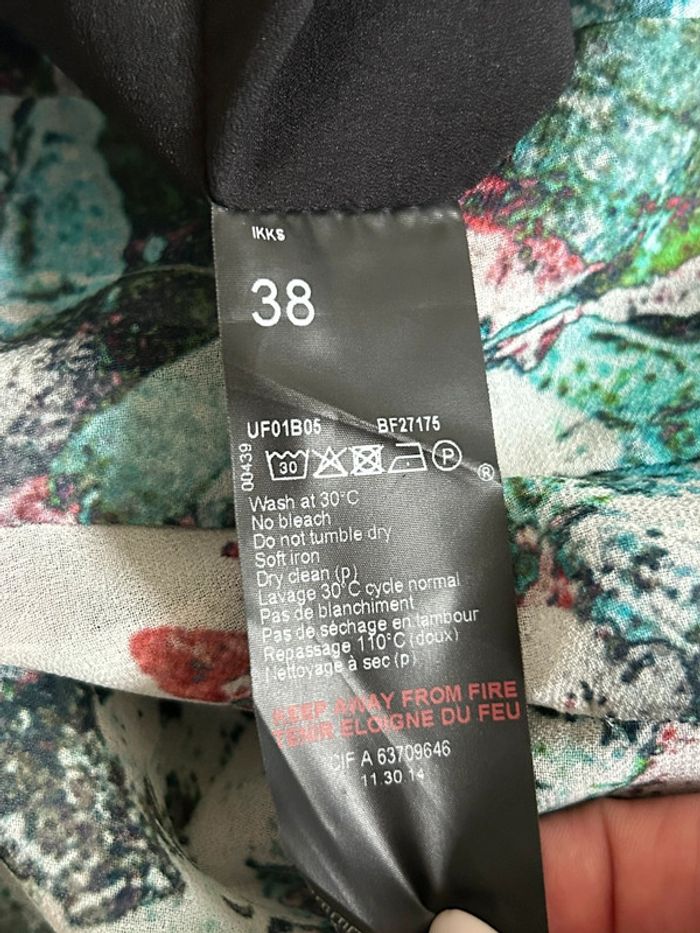 IKKS
38
UF01B05 BF27175
00439
30 P ®
Wash at 30°C
No bleach
Do not tumble dry
Soft iron
Dry clean (p)
Lavage 30°C cycle normal
Pas de blanchiment
Pas de séchage en tambour
Repassage 110°C (doux)
Nettoyage à sec (p)
KEEP AWAY FROM FIRE
TENIR ELOIGNE DU FEU
CIF A 63709646
11.30.14